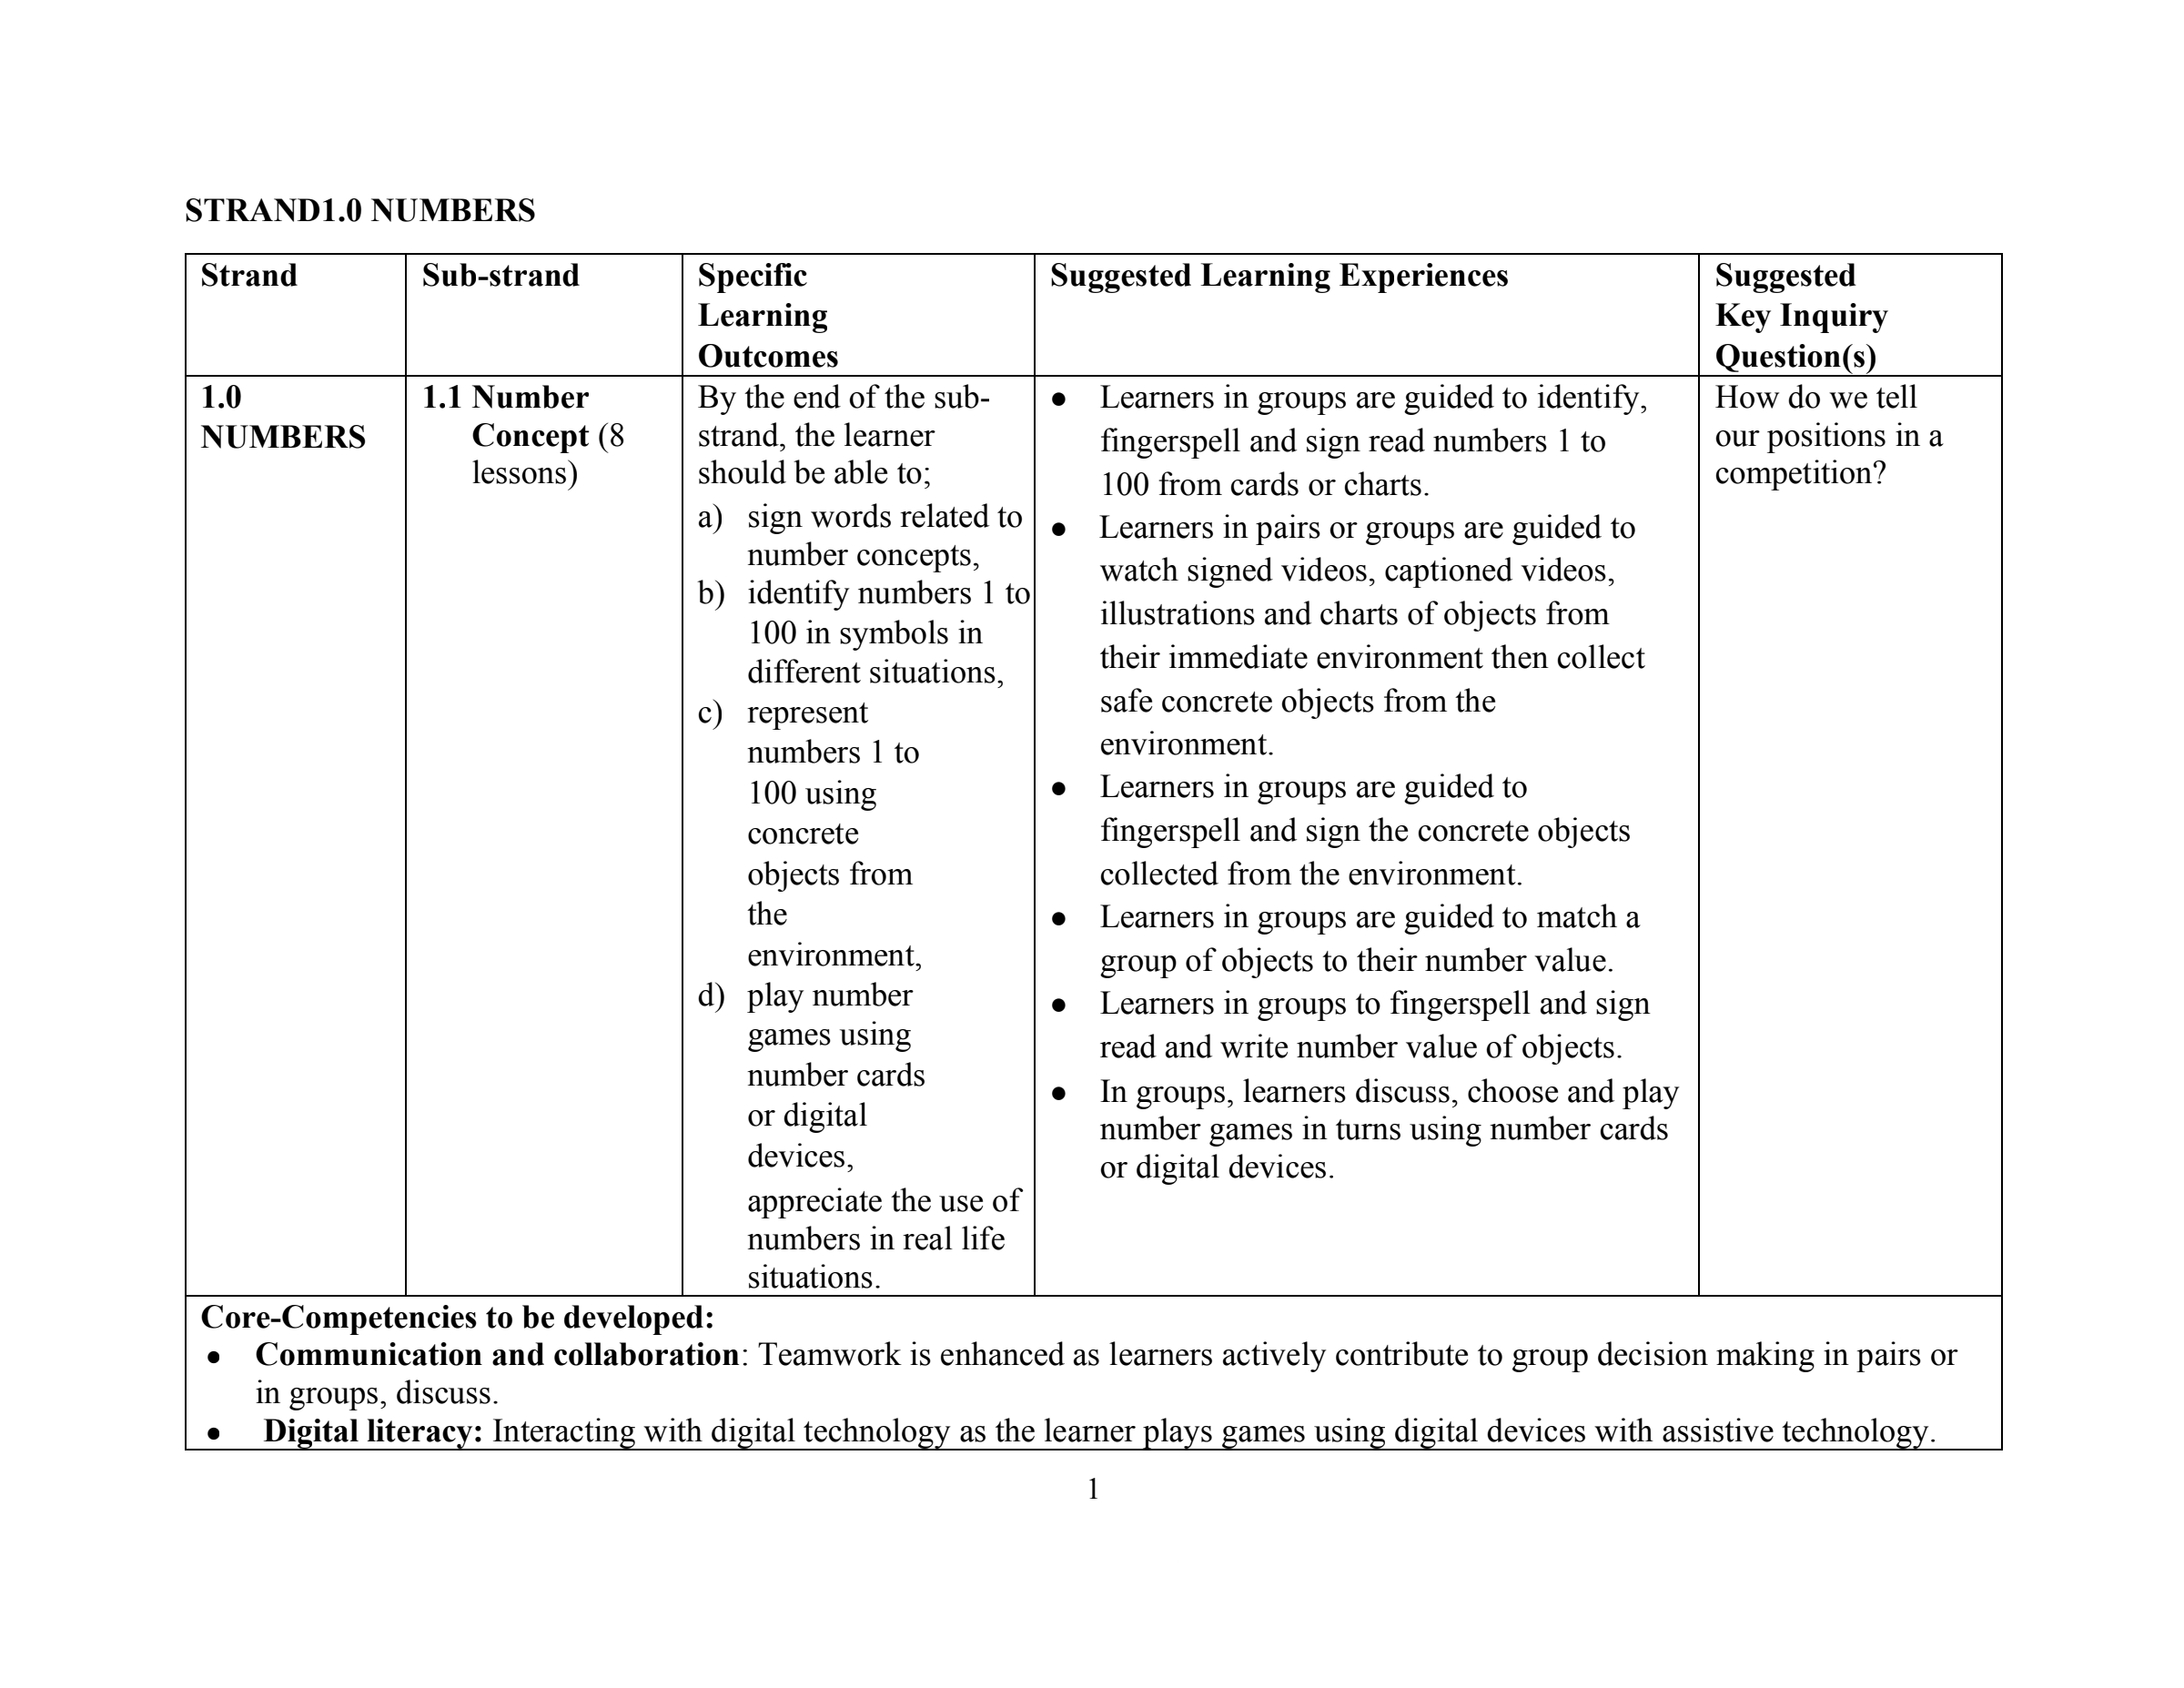 STRAND1.0 NUMBERS
Strand
Sub-strand
Specific
Learning
Outcomes
Suggested Learning Experiences
Suggested
Key Inquiry
Question(s)
1.0
NUMBERS
1.1 Number
Concept (8
lessons)
By the end of the sub-
strand, the learner
should be able to;
a) sign words related to
number concepts,
b) identify numbers 1 to
100 in symbols in
different situations,
c) represent
numbers 1 to
100 using
concrete
objects from
the
environment,
d) play number
games using
number cards
or digital
devices,
appreciate the use of
numbers in real life
situations.
● Learners in groups are guided to identify,
fingerspell and sign read numbers 1 to
100 from cards or charts.
● Learners in pairs or groups are guided to
watch signed videos, captioned videos,
illustrations and charts of objects from
their immediate environment then collect
safe concrete objects from the
environment.
● Learners in groups are guided to
fingerspell and sign the concrete objects
collected from the environment.
● Learners in groups are guided to match a
group of objects to their number value.
● Learners in groups to fingerspell and sign
read and write number value of objects.
● In groups, learners discuss, choose and play
number games in turns using number cards
or digital devices.
How do we tell
our positions in a
competition?
Core-Competencies to be developed:
● Communication and collaboration: Teamwork is enhanced as learners actively contribute to group decision making in pairs or
in groups, discuss.
● Digital literacy: Interacting with digital technology as the learner plays games using digital devices with assistive technology.
1